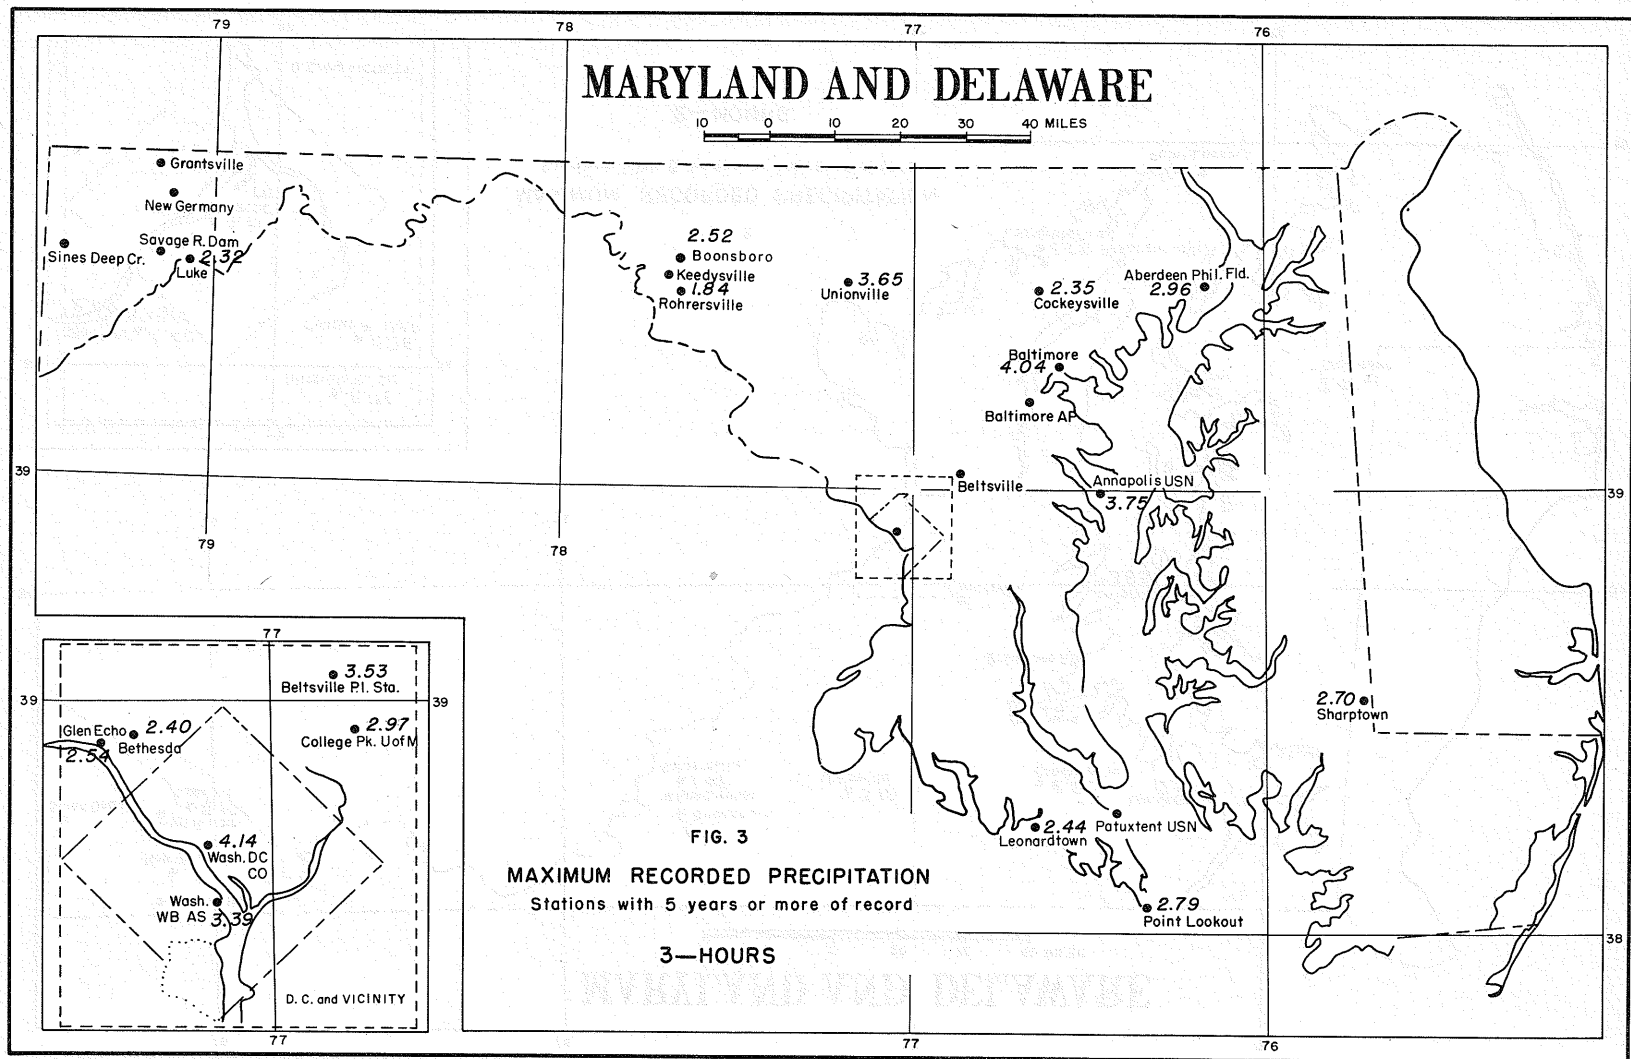 79
78
77
76
MARYLAND AND DELAWARE
10 0 10 20 30 40 MILES
Grantsville
New Germany
Savage R. Dam
Sines Deep Cr.
2.32
Luke
2.52
Boonsboro
Keedysville
1.84
Rohrersville
3.65
Unionville
2.35
Cockeysville
Aberdeen Phil. Fld.
2.96
Baltimore
4.04
Baltimore AP
39
Beltsville
Annapolis USN
3.75
39
79
78
77
3.53
Beltsville P.I. Sta.
39
39
Glen Echo
2.40
Bethesda
2.54
2.97
College Pk. U of M
4.14
Wash. DC
CO
Wash.
WB AS 3.39
D. C. and VICINITY
77
2.70
Sharptown
Patuxtent USN
2.44
Leonardtown
2.79
Point Lookout
FIG. 3
MAXIMUM RECORDED PRECIPITATION
Stations with 5 years or more of record
3—HOURS
38
77
76